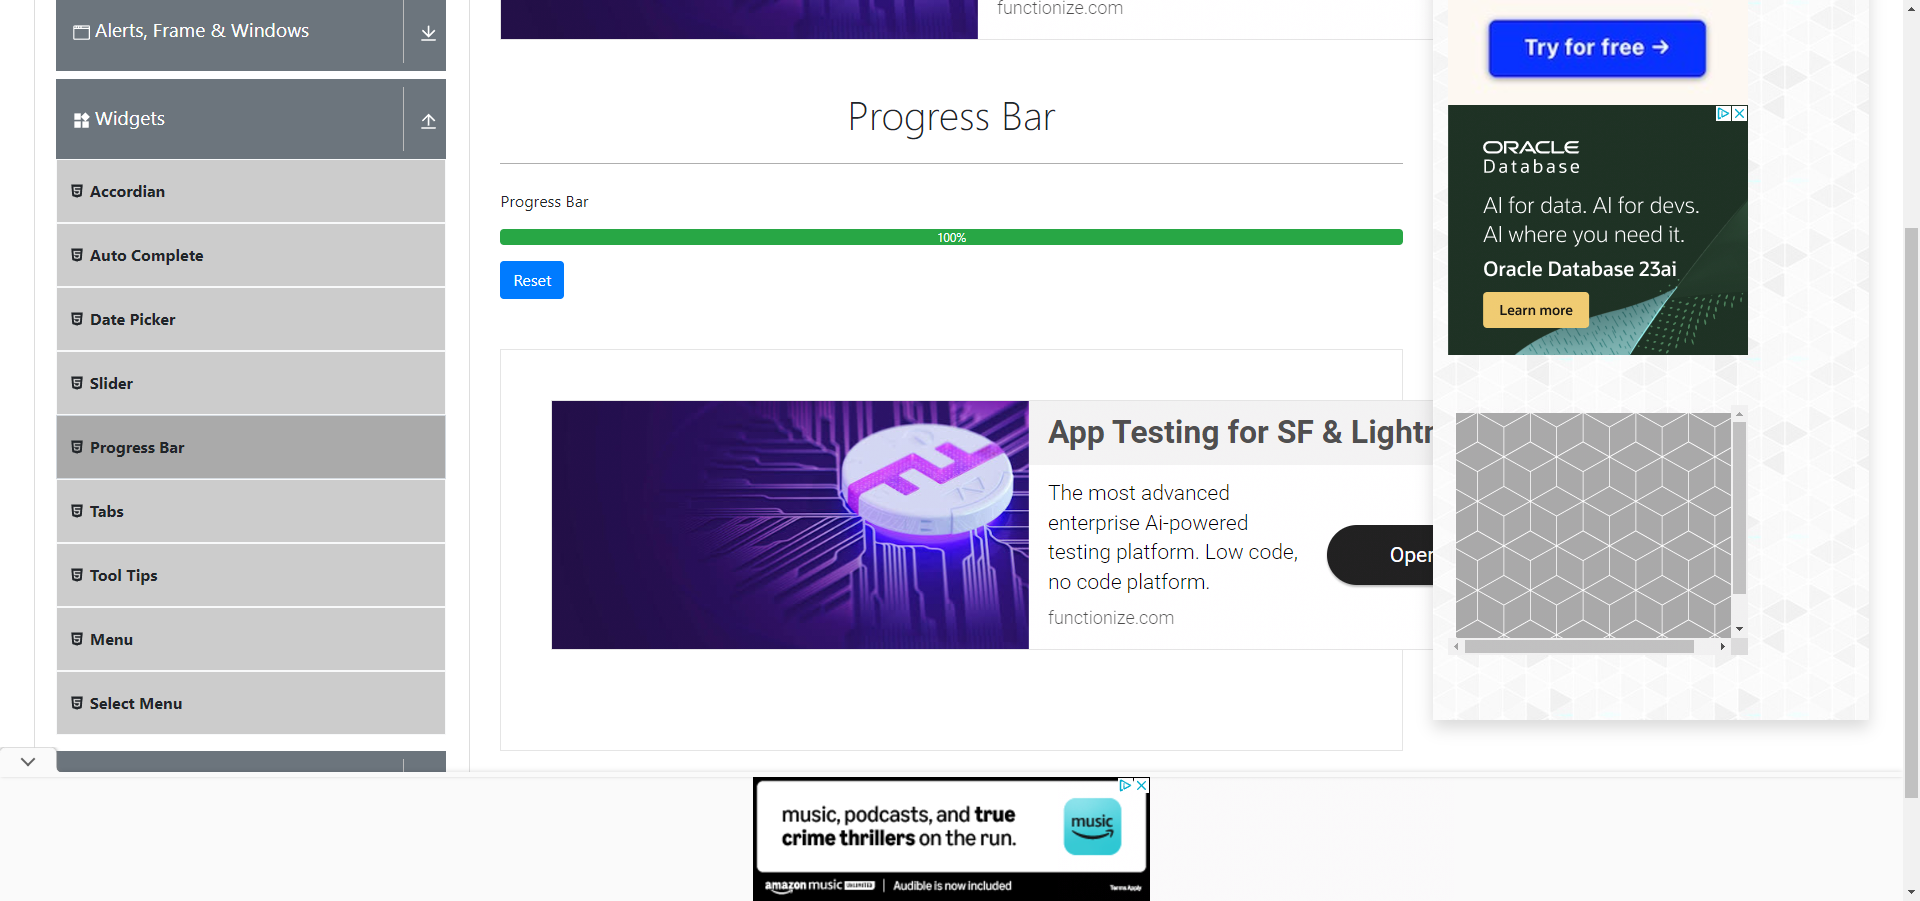 Alerts, Frame & Windows
Widgets
Accordian
Auto Complete
Date Picker
Slider
Progress Bar
Tabs
Tool Tips
Menu
Select Menu
functionize.com
Progress Bar
Progress Bar
100%
Reset
App Testing for SF & Lightn
The most advanced
enterprise Ai-powered
testing platform. Low code,
no code platform.
functionize.com
Open
Try for free →
ORACLE
Database
AI for data. AI for devs.
AI where you need it.
Oracle Database 23ai
Learn more
music, podcasts, and true
crime thrillers on the run.
music
amazon music UNLIMITED | Audible is now included
Terms Apply